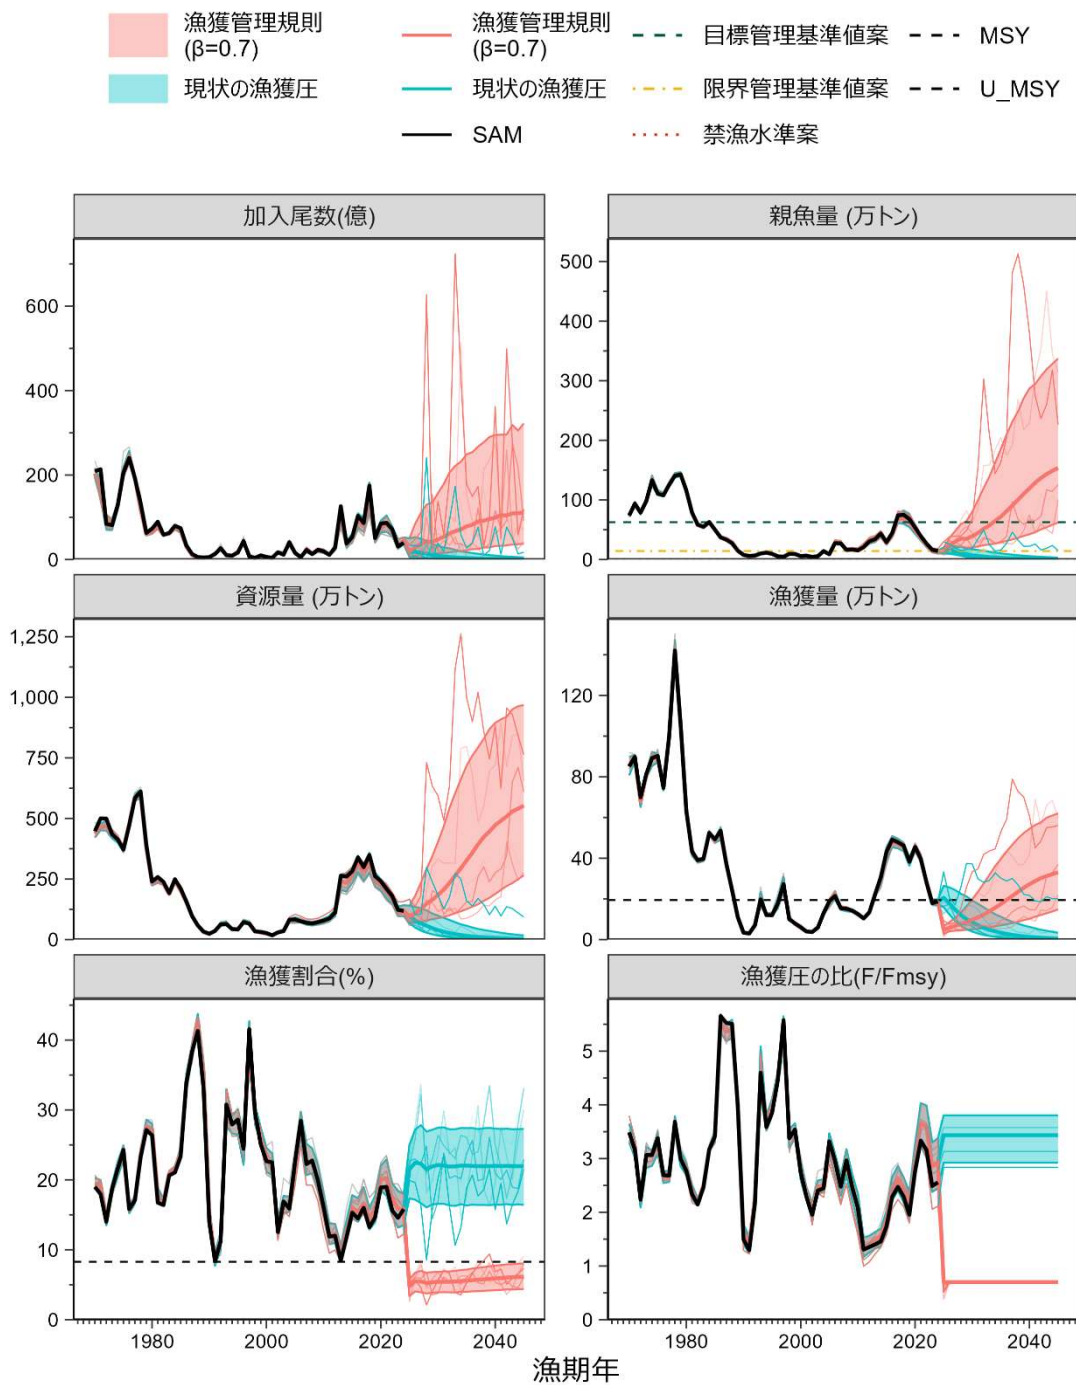 漁獲管理規則
(β=0.7)
漁獲管理規則
(β=0.7)
目標管理基準値案
MSY
現状の漁獲圧
現状の漁獲圧
限界管理基準値案
U_MSY
SAM
禁漁水準案
加入尾数(億)
親魚量 (万トン)
600
400
200
0
500
400
300
200
100
0
資源量 (万トン)
漁獲量 (万トン)
1,250
1,000
750
500
250
0
120
80
40
0
漁獲割合(%)
漁獲圧の比(F/Fmsy)
40
30
20
10
0
5
4
3
2
1
0
1980 2000 2020 2040
1980 2000 2020 2040
漁期年